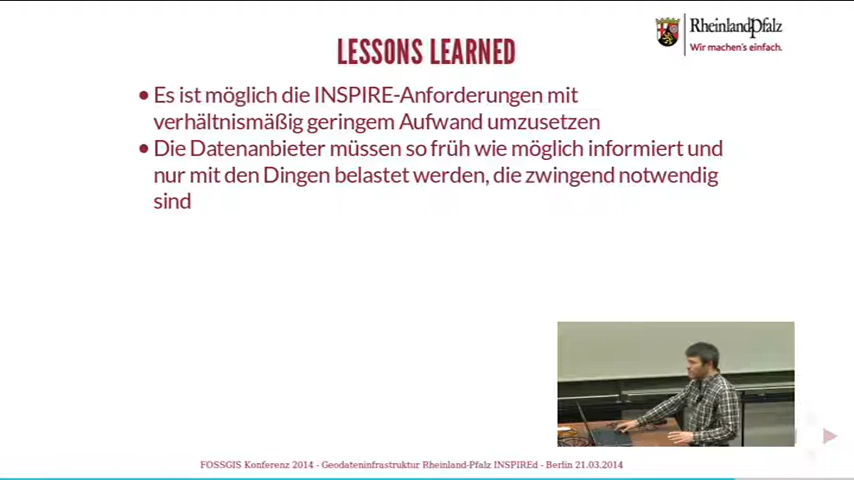 RheinlandPfalz
Wir machen's einfach.
LESSONS LEARNED
• Es ist möglich die INSPIRE-Anforderungen mit
verhältnismäßig geringem Aufwand umzusetzen
• Die Datenanbieter müssen so früh wie möglich informiert und
nur mit den Dingen belastet werden, die zwingend notwendig
sind
FOSSGIS Konferenz 2014 - Geodateninfrastruktur Rheinland-Pfalz INSPIREd - Berlin 21.03.2014